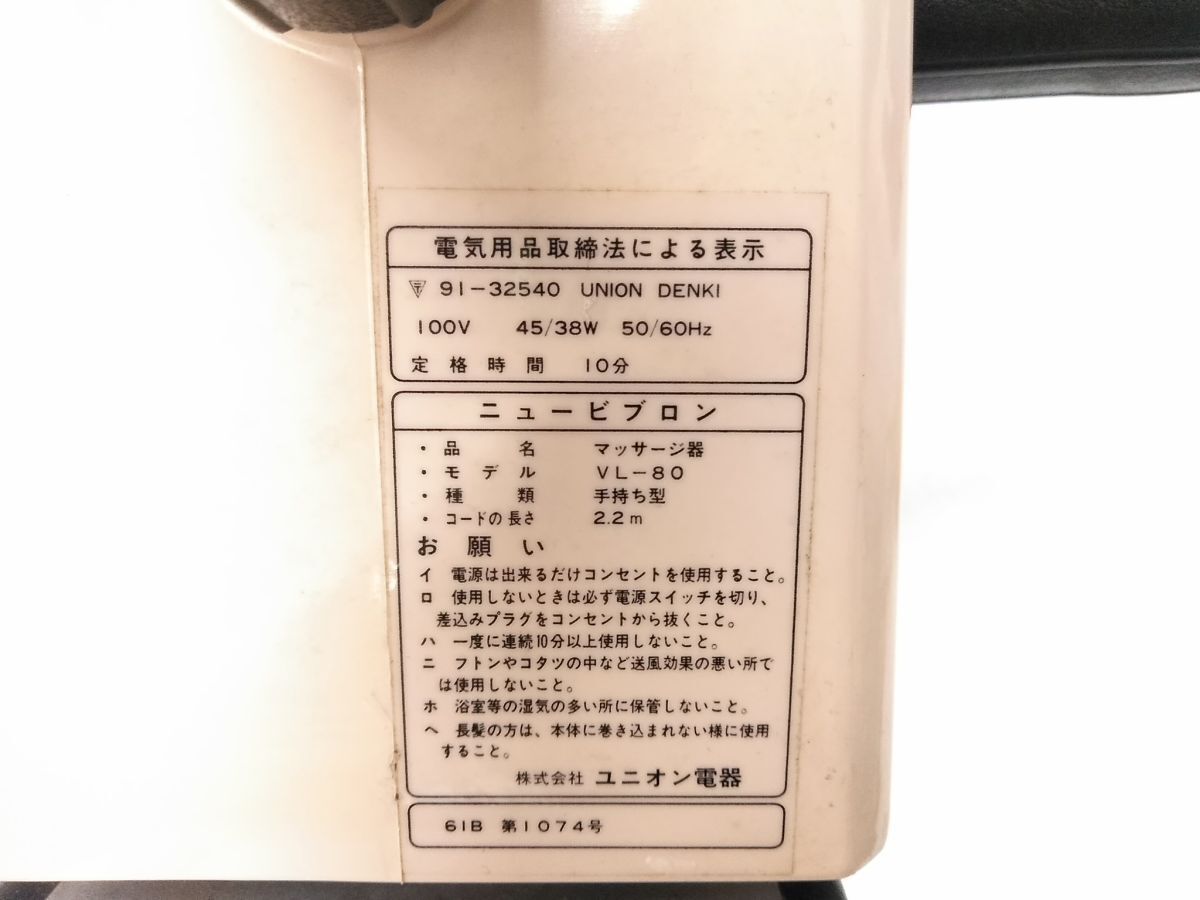 電気用品取締法による表示
〒 91-32540 UNION DENKI
100V 45/38W 50/60Hz
定格時間 10分
ニュービブロン
・品名 マッサージ器
・モデル VL-80
・種類 手持ち型
・コードの長さ 2.2m
お願い
イ 電源は出来るだけコンセントを使用すること。
ロ 使用しないときは必ず電源スイッチを切り、
差込みプラグをコンセントから抜くこと。
ハ 一度に連続10分以上使用しないこと。
ニ フトンやコタツの中など送風効果の悪い所で
は使用しないこと。
ホ 浴室等の湿気の多い所に保管しないこと。
ヘ 長髪の方は、本体に巻き込まれない様に使用
すること。
株式会社 ユニオン電器
61B 第1074号